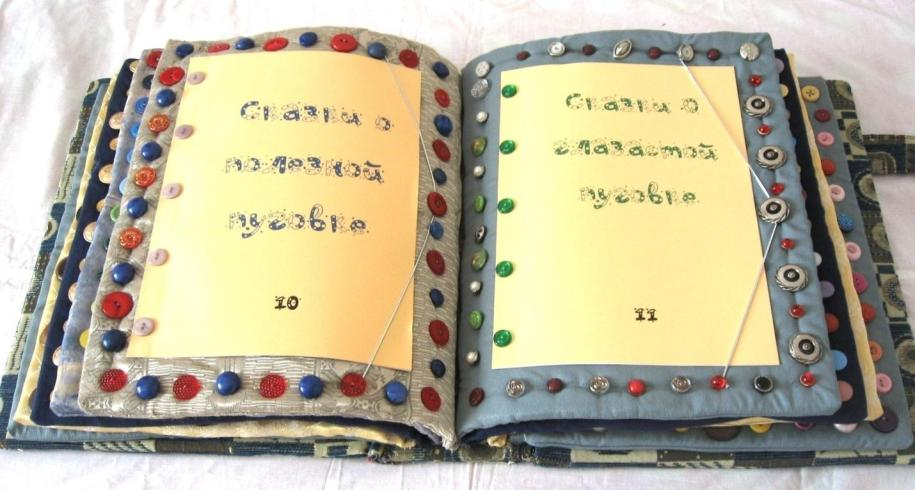 Сказки о
полезной
пуговке
10
Сказки о
глазастой
пуговке
11